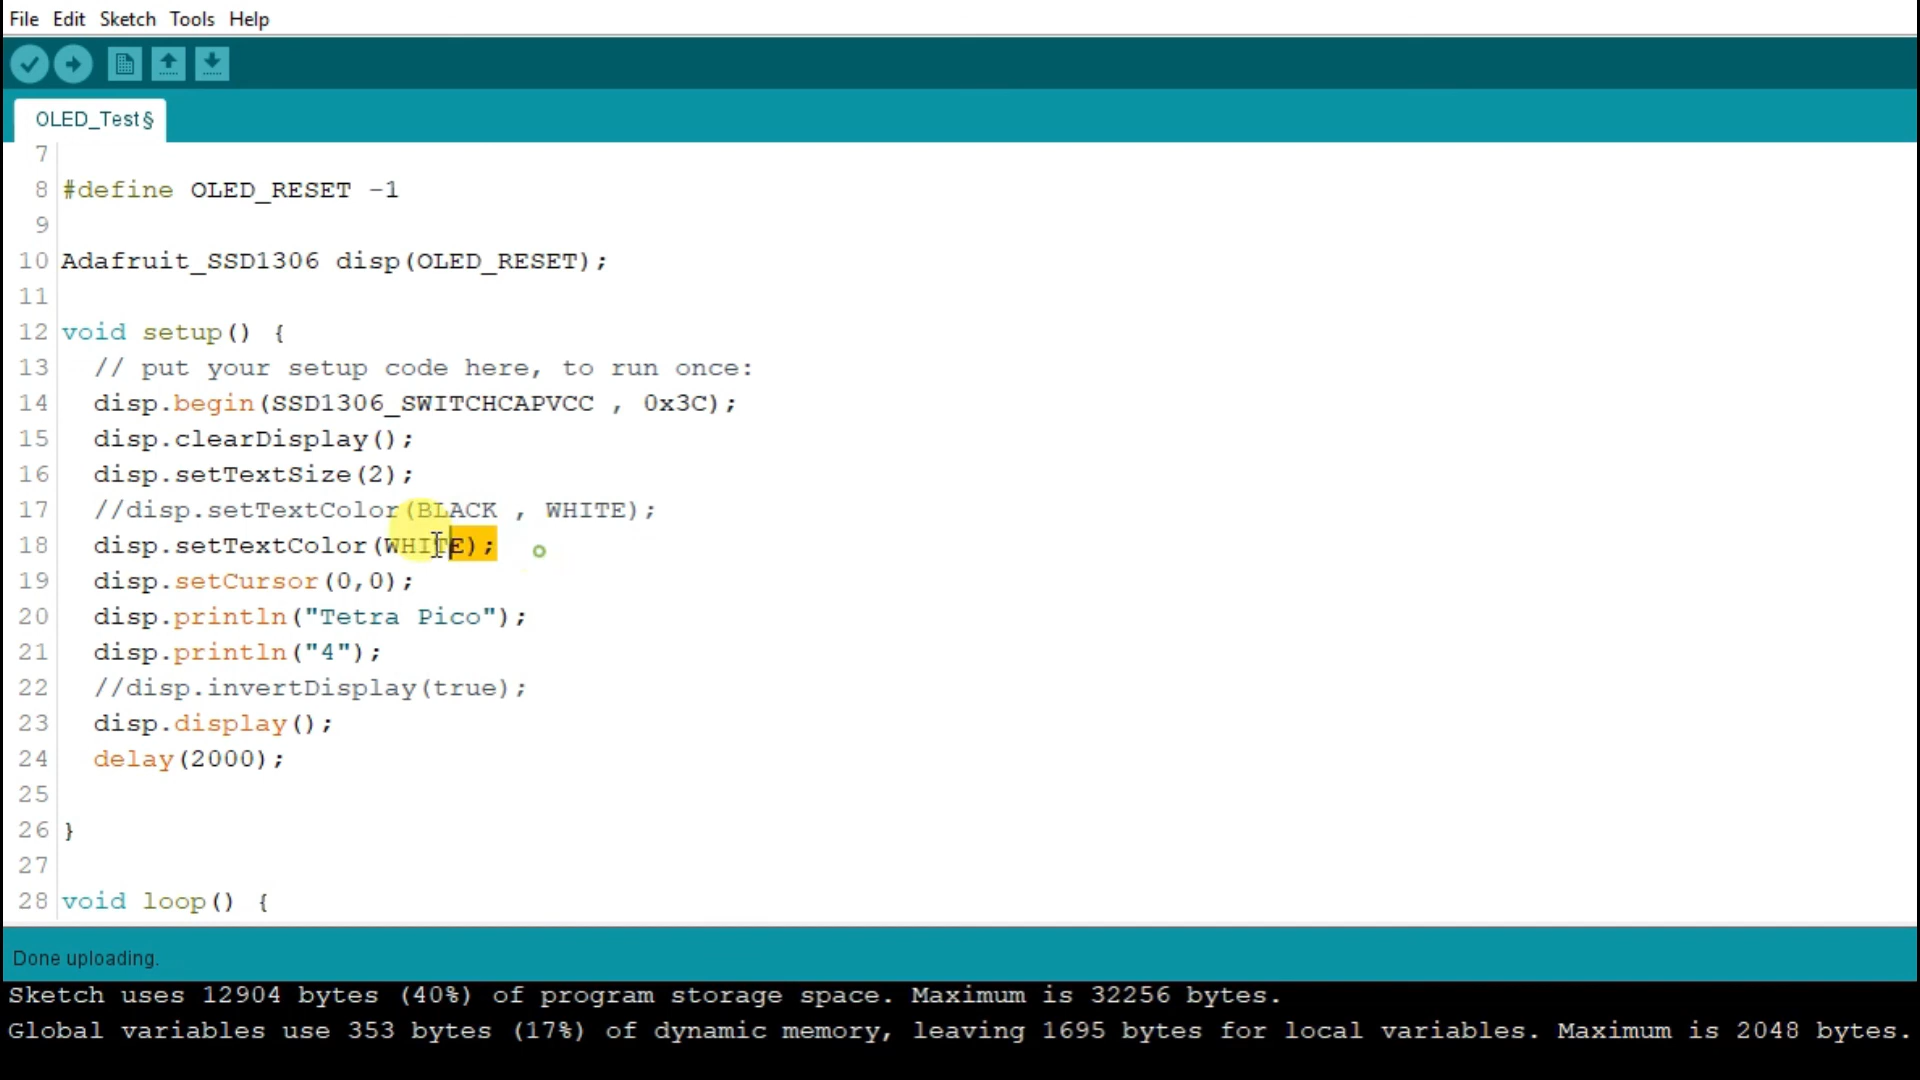 File Edit Sketch Tools Help
OLED_Test§
7
8 #define OLED_RESET -1
9
10 Adafruit_SSD1306 disp(OLED_RESET);
11
12 void setup() {
13 // put your setup code here, to run once:
14 disp.begin(SSD1306_SWITCHCAPVCC , 0x3C);
15 disp.clearDisplay();
16 disp.setTextSize(2);
17 //disp.setTextColor(BLACK , WHITE);
18 disp.setTextColor(WHITE);
19 disp.setCursor(0,0);
20 disp.println("Tetra Pico");
21 disp.println("4");
22 //disp.invertDisplay(true);
23 disp.display();
24 delay(2000);
25
26 }
27
28 void loop() {
Done uploading.
Sketch uses 12904 bytes (40%) of program storage space. Maximum is 32256 bytes.
Global variables use 353 bytes (17%) of dynamic memory, leaving 1695 bytes for local variables. Maximum is 2048 bytes.